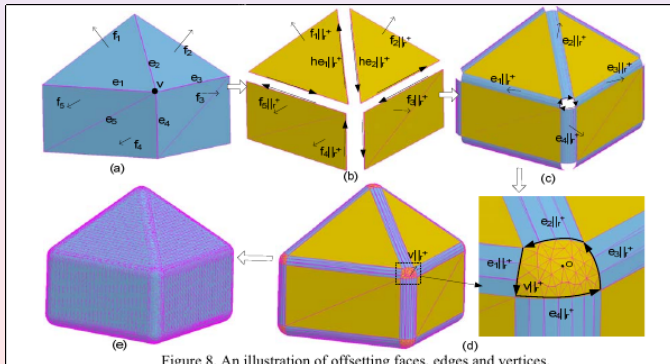 f₁
f₂
e₂
e₁
v
e₃
f₃
f₅
e₅
e₄
(a)
f₁||ᵣ⁺
f₂||ᵣ⁺
he₁||ᵣ⁺
he₂||ᵣ⁺
f₅||ᵣ⁺
f₃||ᵣ⁺
f₄||ᵣ⁺
(b)
e₂||ᵣ⁺
e₁||ᵣ⁺
e₃||ᵣ⁺
e₄||ᵣ⁺
(c)
(e)
v||ᵣ⁺
(d)
e₂||ᵣ⁺
e₁||ᵣ⁺
O
e₃||ᵣ⁺
v||ᵣ⁺
e₄||ᵣ⁺
Figure 8. An illustration of offsetting faces, edges and vertices